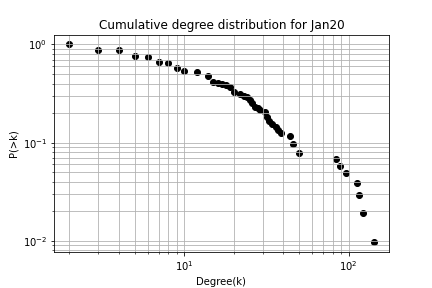 Cumulative degree distribution for Jan20
10⁰
10⁻¹
10⁻²
P(>k)
10¹
10²
Degree(k)